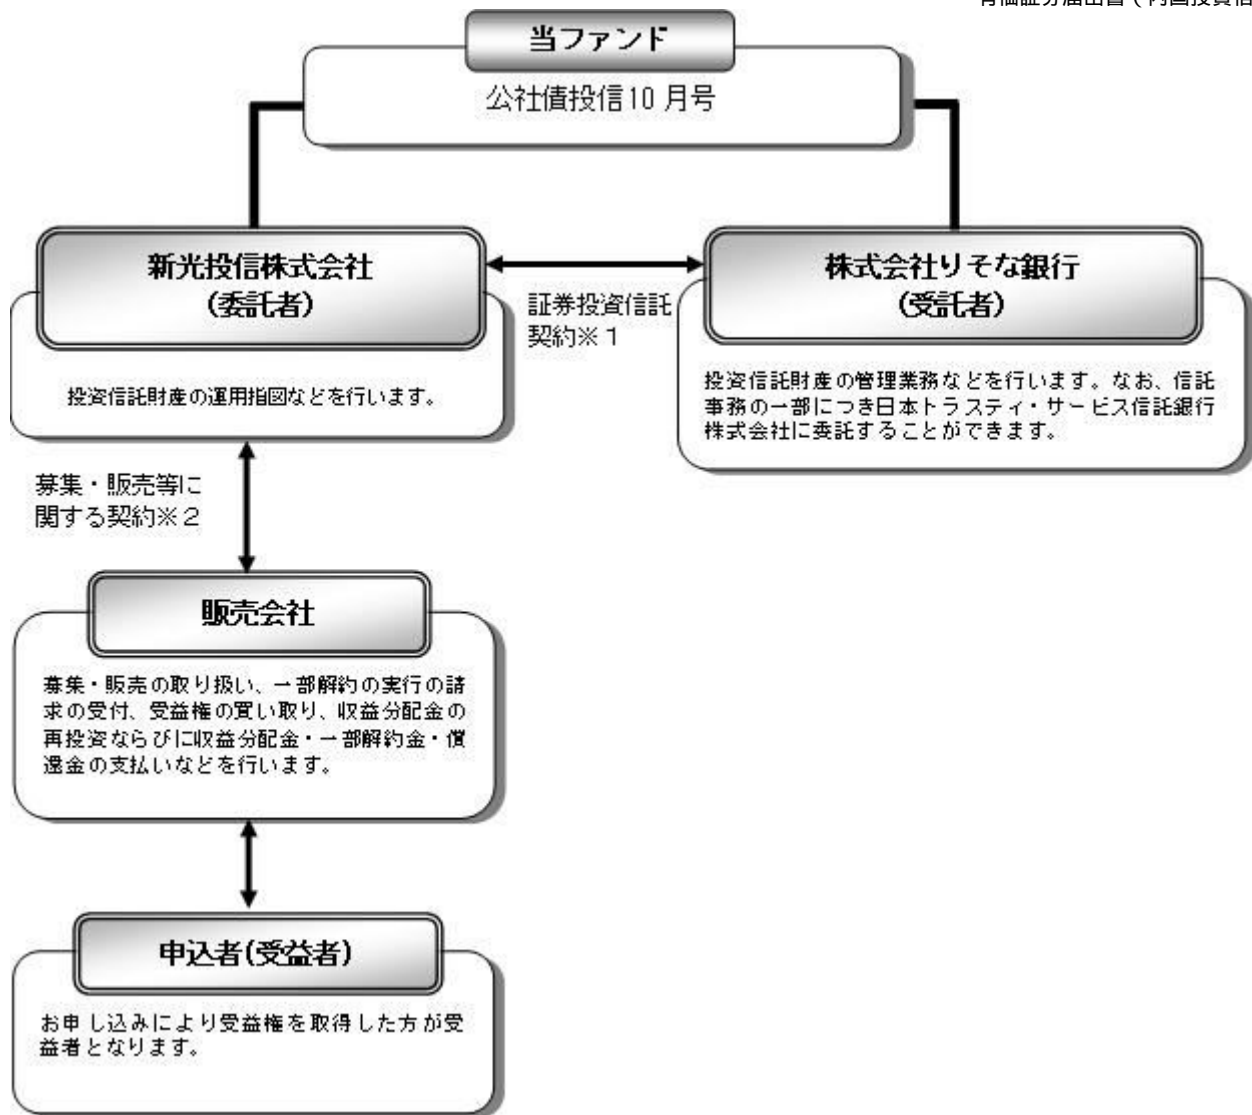 当ファンド
公社債投信10月号
新光投信株式会社
(委託者)
投資信託財産の運用指図などを行います。
証券投資信託
契約※1
株式会社りそな銀行
(受託者)
投資信託財産の管理業務などを行います。なお、信託
事務の一部につき日本トラスティ・サービス信託銀行
株式会社に委託することができます。
募集・販売等に
関する契約※2
販売会社
募集・販売の取り扱い、一部解約の実行の請
求の受付、受益権の買い取り、収益分配金の
再投資ならびに収益分配金・一部解約金・償
還金の支払いなどを行います。
申込者(受益者)
お申し込みにより受益権を取得した方が受
益者となります。